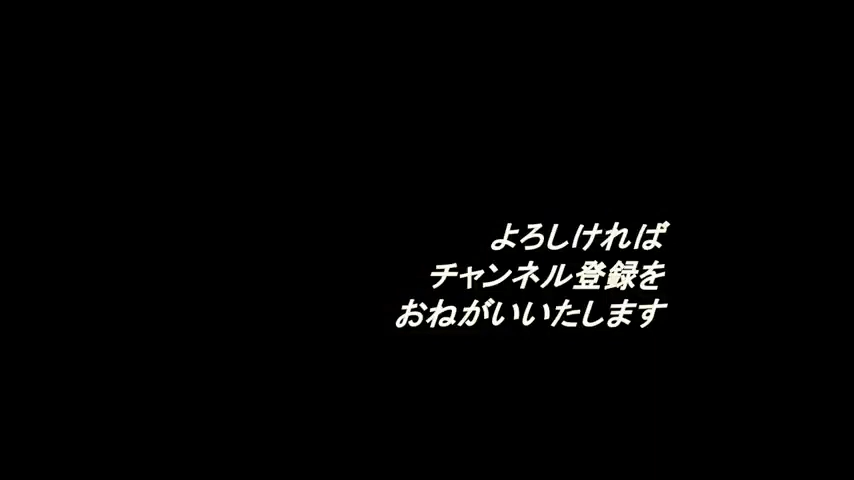 よろしければ
チャンネル登録を
おねがいいたします